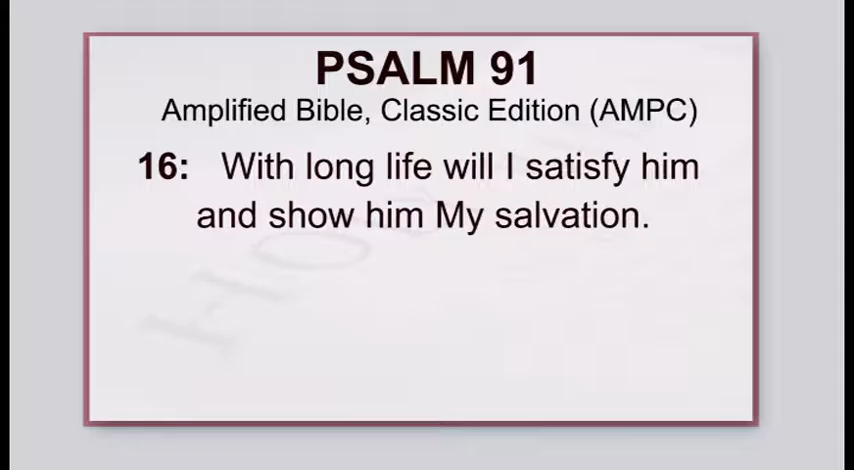 PSALM 91
Amplified Bible, Classic Edition (AMPC)
16: With long life will I satisfy him
and show him My salvation.